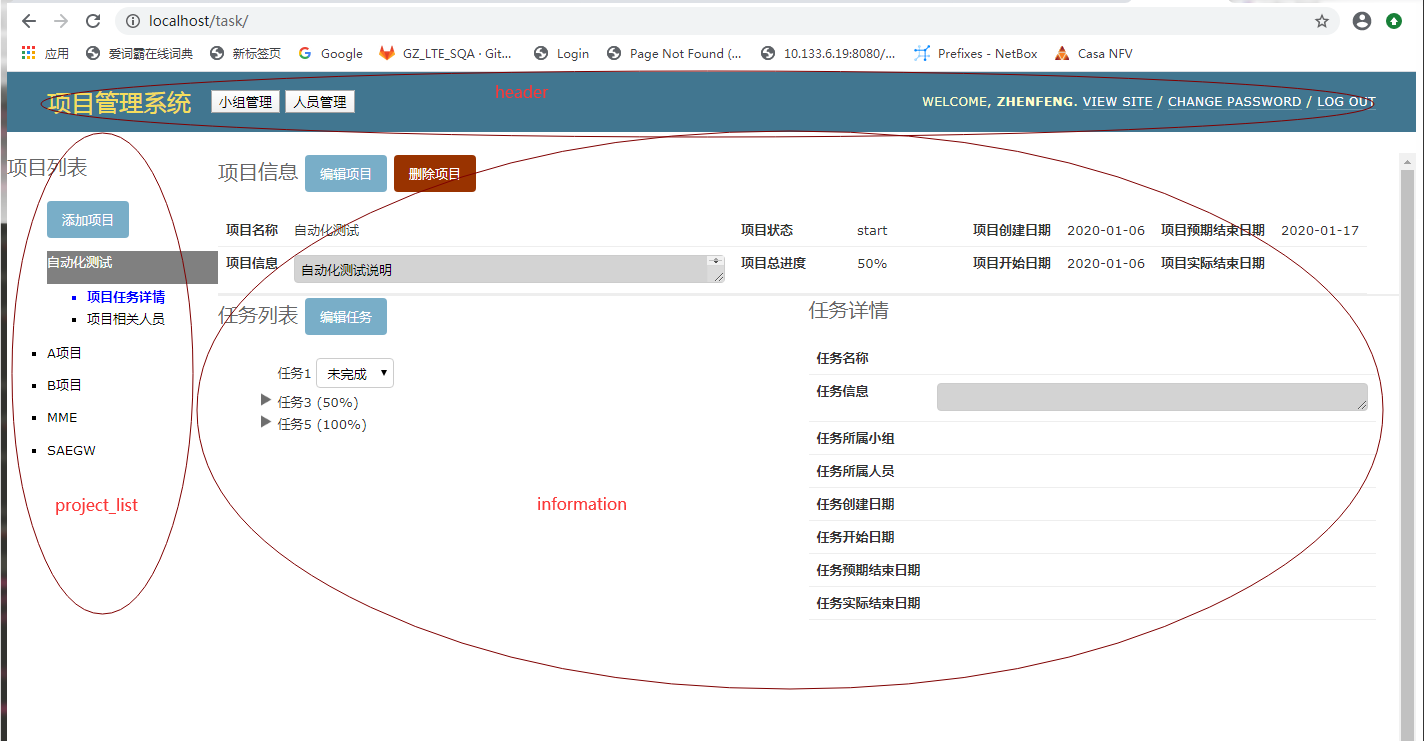 localhost/task/
应用 爱词霸在线词典 新标签页 Google GZ_LTE_SQA · Git... Login Page Not Found (... 10.133.6.19:8080/... Prefixes - NetBox Casa NFV
header
项目管理系统 小组管理 人员管理 WELCOME, ZHENFENG. VIEW SITE / CHANGE PASSWORD / LOG OUT
项目列表
添加项目
自动化测试
项目任务详情
项目相关人员
A项目
B项目
MME
SAEGW
project_list
项目信息 编辑项目 删除项目
项目名称 自动化测试 项目状态 start 项目创建日期 2020-01-06 项目预期结束日期 2020-01-17
项目信息 自动化测试说明 项目总进度 50% 项目开始日期 2020-01-06 项目实际结束日期
任务列表 编辑任务
任务1 未完成
任务3 (50%)
任务5 (100%)
information
任务详情
任务名称
任务信息
任务所属小组
任务所属人员
任务创建日期
任务开始日期
任务预期结束日期
任务实际结束日期